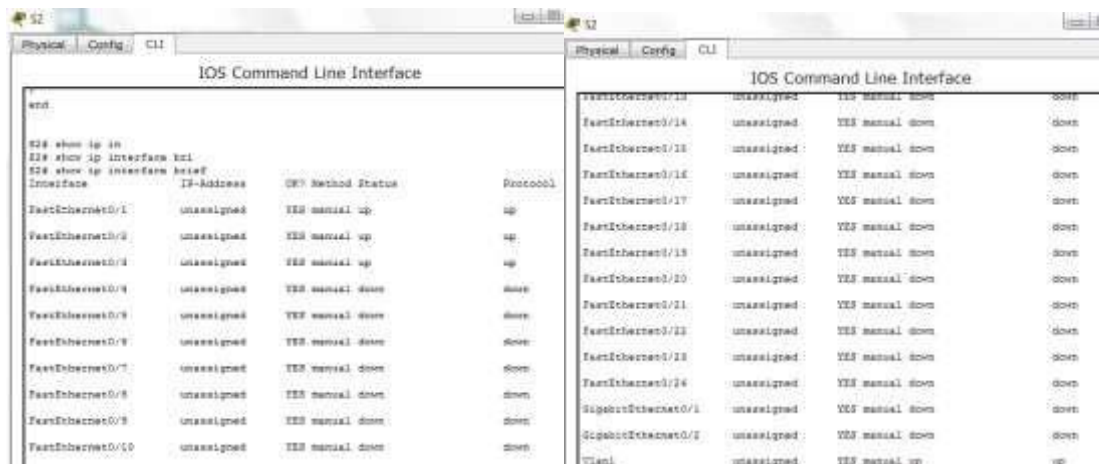 S2
Physical Config CLI
IOS Command Line Interface
end
S2# show ip in
S2# show ip interface bri
S2# show ip interface brief
Interface IP-Address OK? Method Status Protocol
FastEthernet0/1 unassigned YES manual up up
FastEthernet0/2 unassigned YES manual up up
FastEthernet0/3 unassigned YES manual up up
FastEthernet0/4 unassigned YES manual down down
FastEthernet0/5 unassigned YES manual down down
FastEthernet0/6 unassigned YES manual down down
FastEthernet0/7 unassigned YES manual down down
FastEthernet0/8 unassigned YES manual down down
FastEthernet0/9 unassigned YES manual down down
FastEthernet0/10 unassigned YES manual down down
S2
Physical Config CLI
IOS Command Line Interface
FastEthernet0/13 unassigned YES manual down down
FastEthernet0/14 unassigned YES manual down down
FastEthernet0/15 unassigned YES manual down down
FastEthernet0/16 unassigned YES manual down down
FastEthernet0/17 unassigned YES manual down down
FastEthernet0/18 unassigned YES manual down down
FastEthernet0/19 unassigned YES manual down down
FastEthernet0/20 unassigned YES manual down down
FastEthernet0/21 unassigned YES manual down down
FastEthernet0/22 unassigned YES manual down down
FastEthernet0/23 unassigned YES manual down down
FastEthernet0/24 unassigned YES manual down down
GigabitEthernet0/1 unassigned YES manual down down
GigabitEthernet0/2 unassigned YES manual down down
Vlan1 unassigned YES manual up up